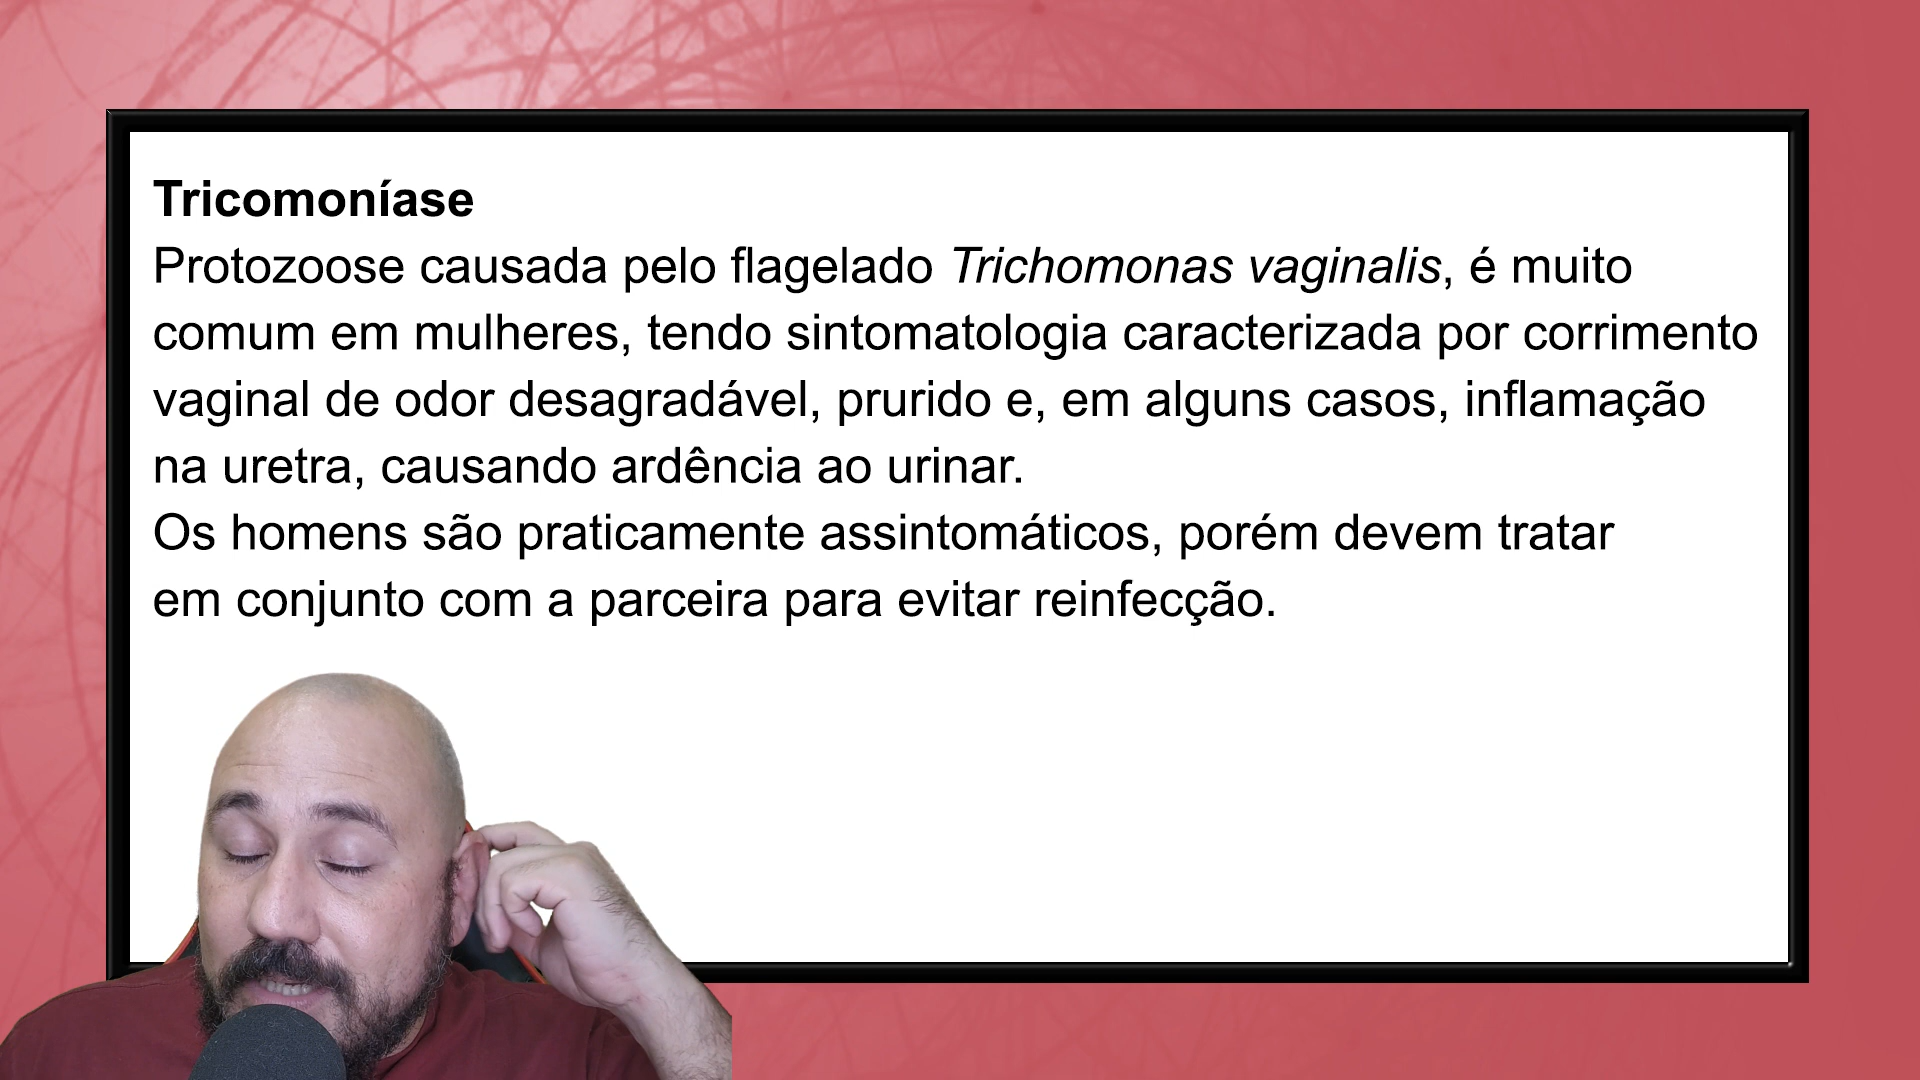 Tricomoníase
Protozoose causada pelo flagelado Trichomonas vaginalis, é muito
comum em mulheres, tendo sintomatologia caracterizada por corrimento
vaginal de odor desagradável, prurido e, em alguns casos, inflamação
na uretra, causando ardência ao urinar.
Os homens são praticamente assintomáticos, porém devem tratar
em conjunto com a parceira para evitar reinfecção.